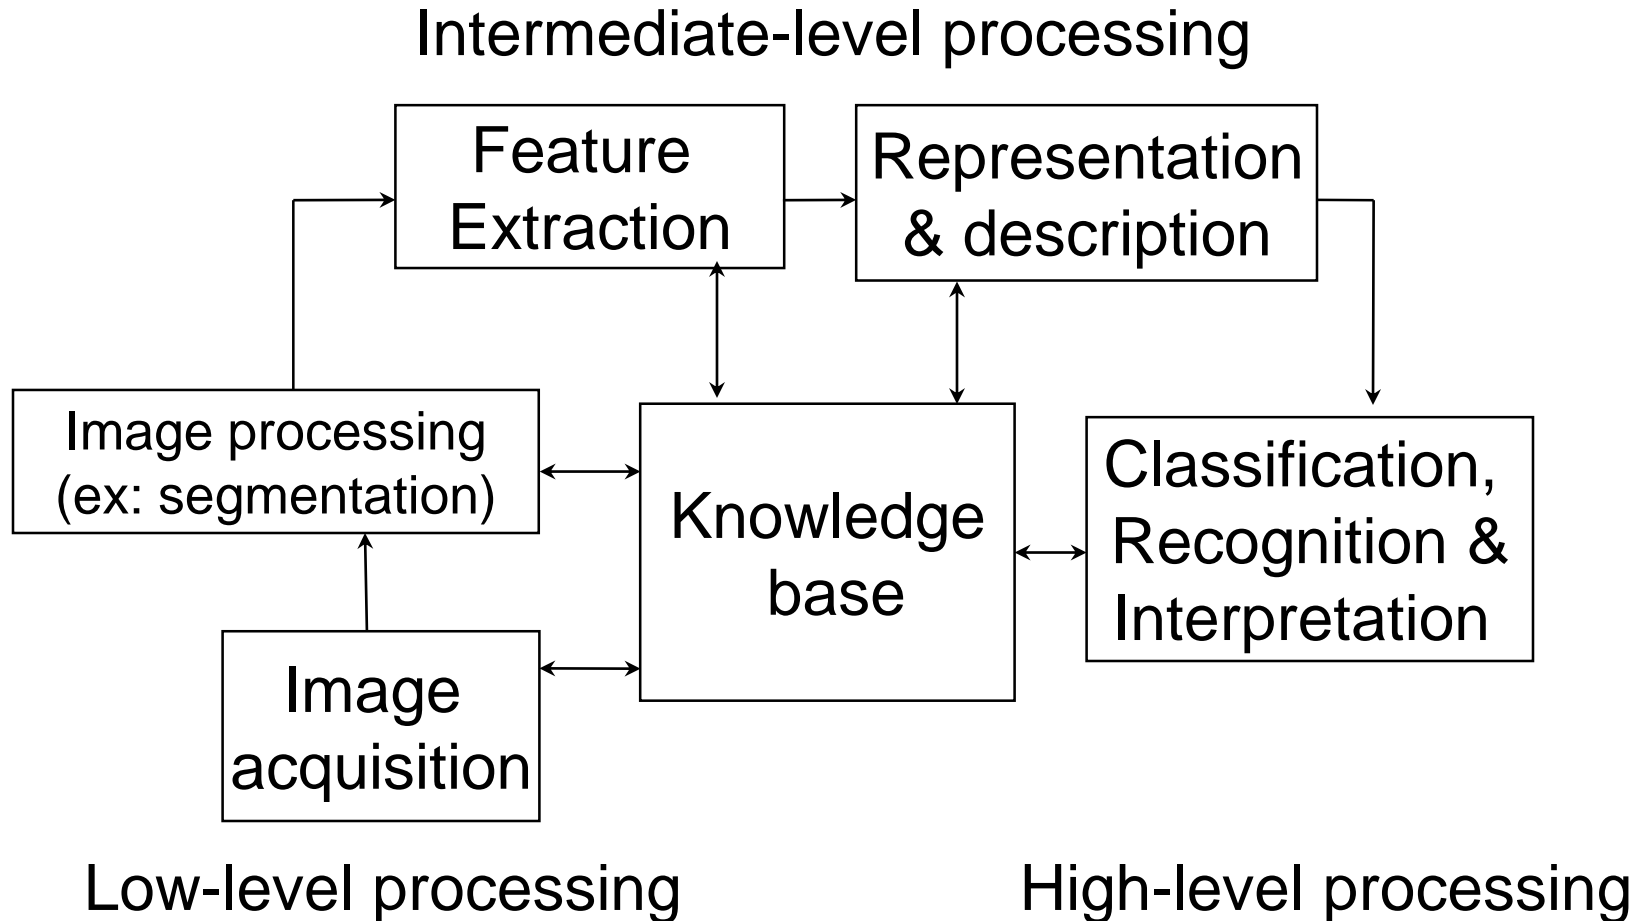 Intermediate-level processing
Feature
Extraction
Representation
& description
Image processing
(ex: segmentation)
Knowledge
base
Classification,
Recognition &
Interpretation
Image
acquisition
Low-level processing
High-level processing